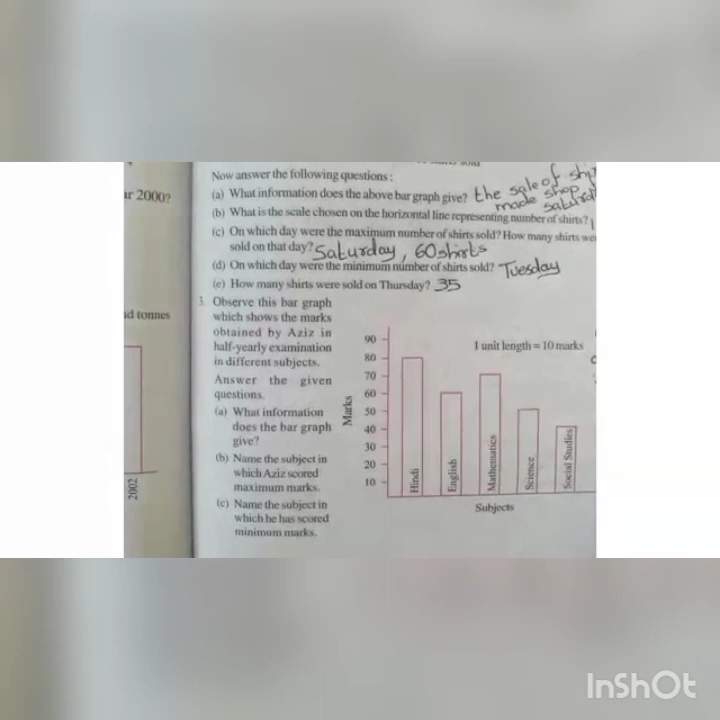 Now answer the following questions :
ar 2000?
(a) What information does the above bar graph give? the sale of
made shop
(b) What is the scale chosen on the horizontal line representing number of shirts?
(c) On which day were the maximum number of shirts sold? How many shirts we
sold on that day? Saturday, 60 shirts
(d) On which day were the minimum number of shirts sold? Tuesday
(e) How many shirts were sold on Thursday? 35
3. Observe this bar graph
which shows the marks
obtained by Aziz in
half-yearly examination
in different subjects.
Answer the given
questions.
(a) What information
does the bar graph
give?
(b) Name the subject in
which Aziz scored
maximum marks.
(c) Name the subject in
which he has scored
minimum marks.
nd tonnes
2002
1 unit length = 10 marks
Marks
90
80
70
60
50
40
30
20
10
Hindi
English
Mathematics
Science
Social Studies
Subjects
InShOt